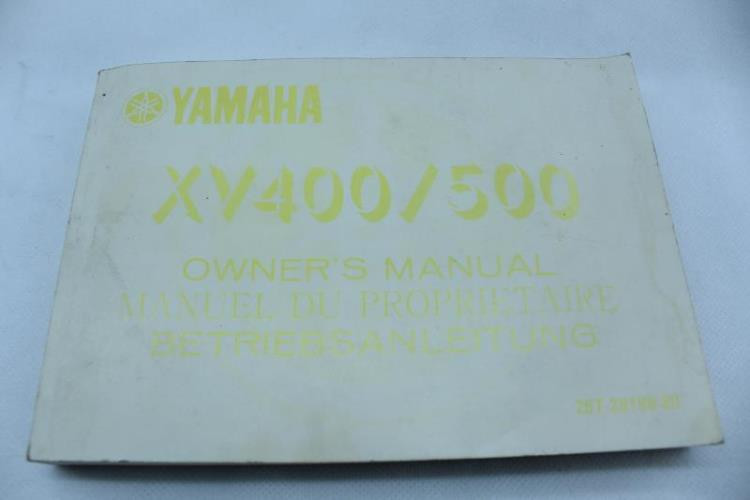 YAMAHA
XV400/500
OWNER'S MANUAL
MANUEL DU PROPRIETAIRE
BETRIEBSANLEITUNG